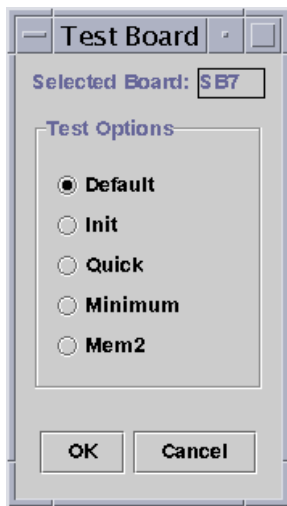 Test Board
Selected Board: SB7
Test Options
Default
Init
Quick
Minimum
Mem2
OK Cancel